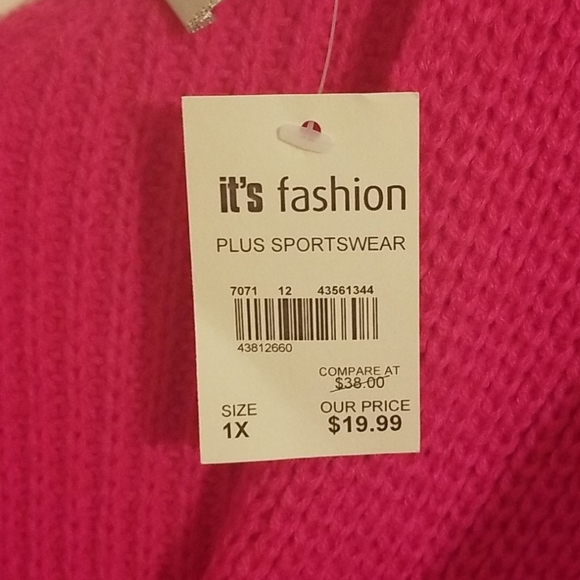 it's fashion
PLUS SPORTSWEAR
7071 12 43561344
43812660
COMPARE AT
$38.00
SIZE OUR PRICE
1X $19.99